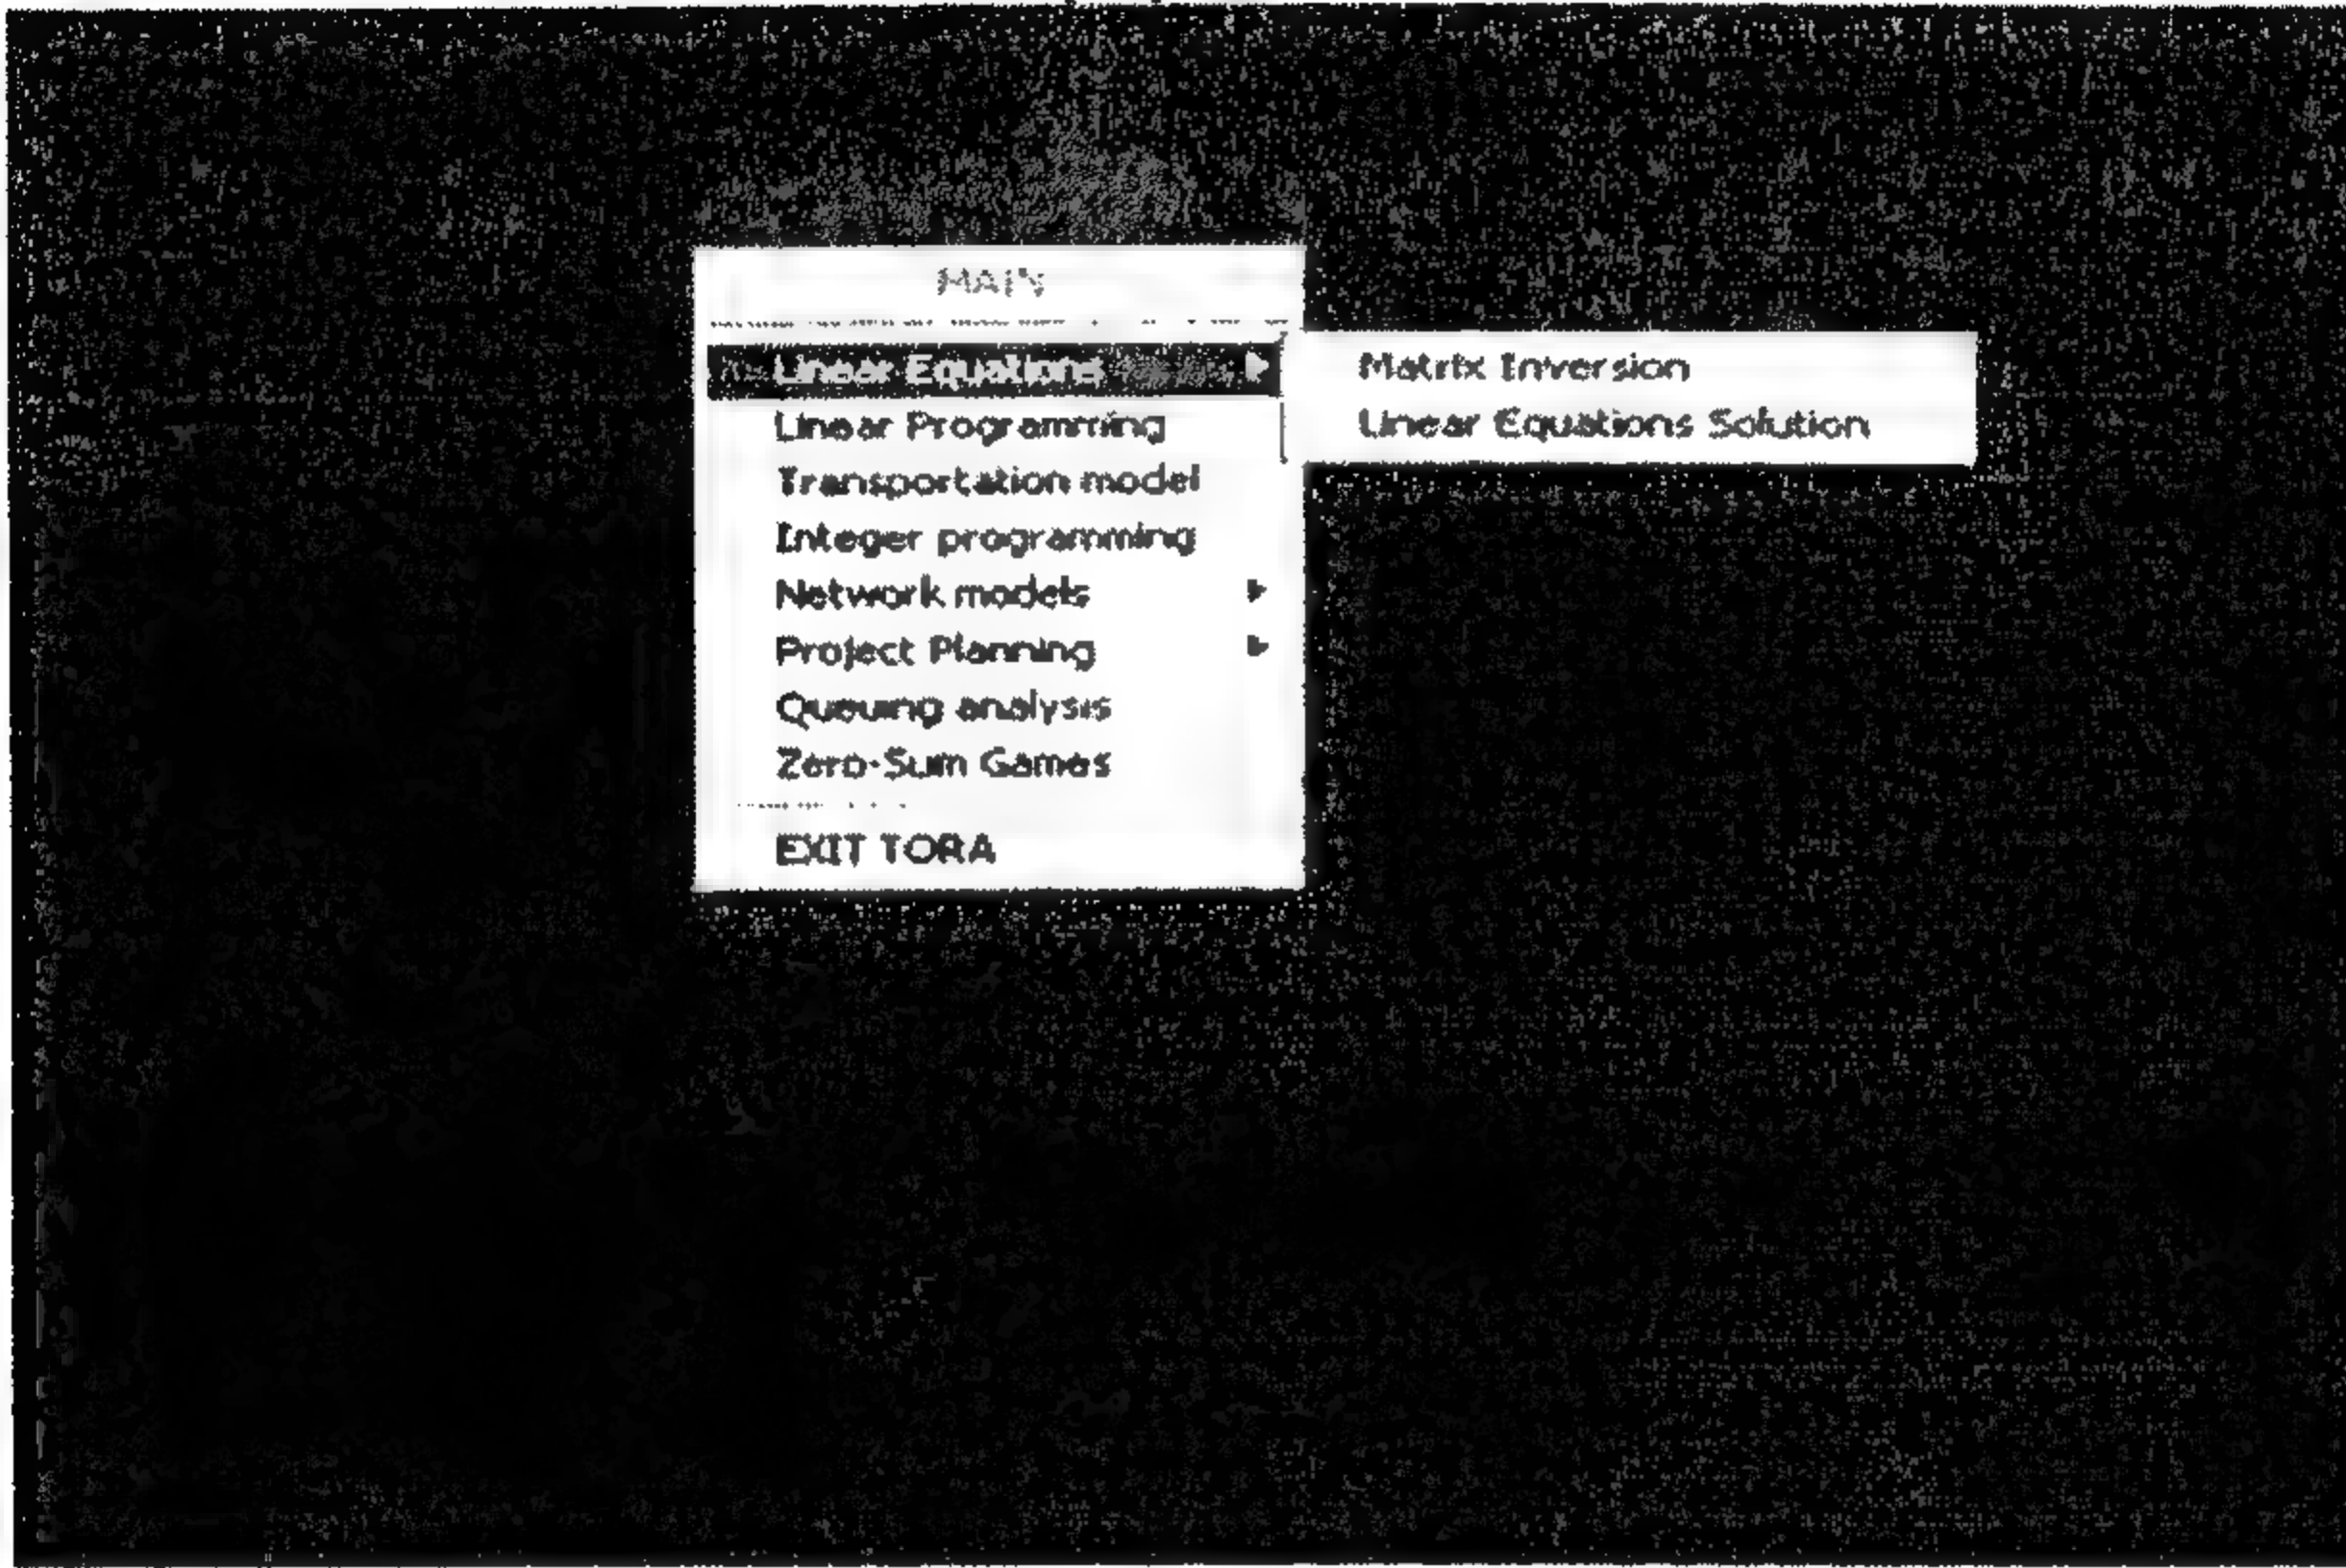 MAIN
Linear Equations
Matrix Inversion
Linear Equations Solution
Linear Programming
Transportation model
Integer programming
Network models
Project Planning
Queuing analysis
Zero-Sum Games
EXIT TORA